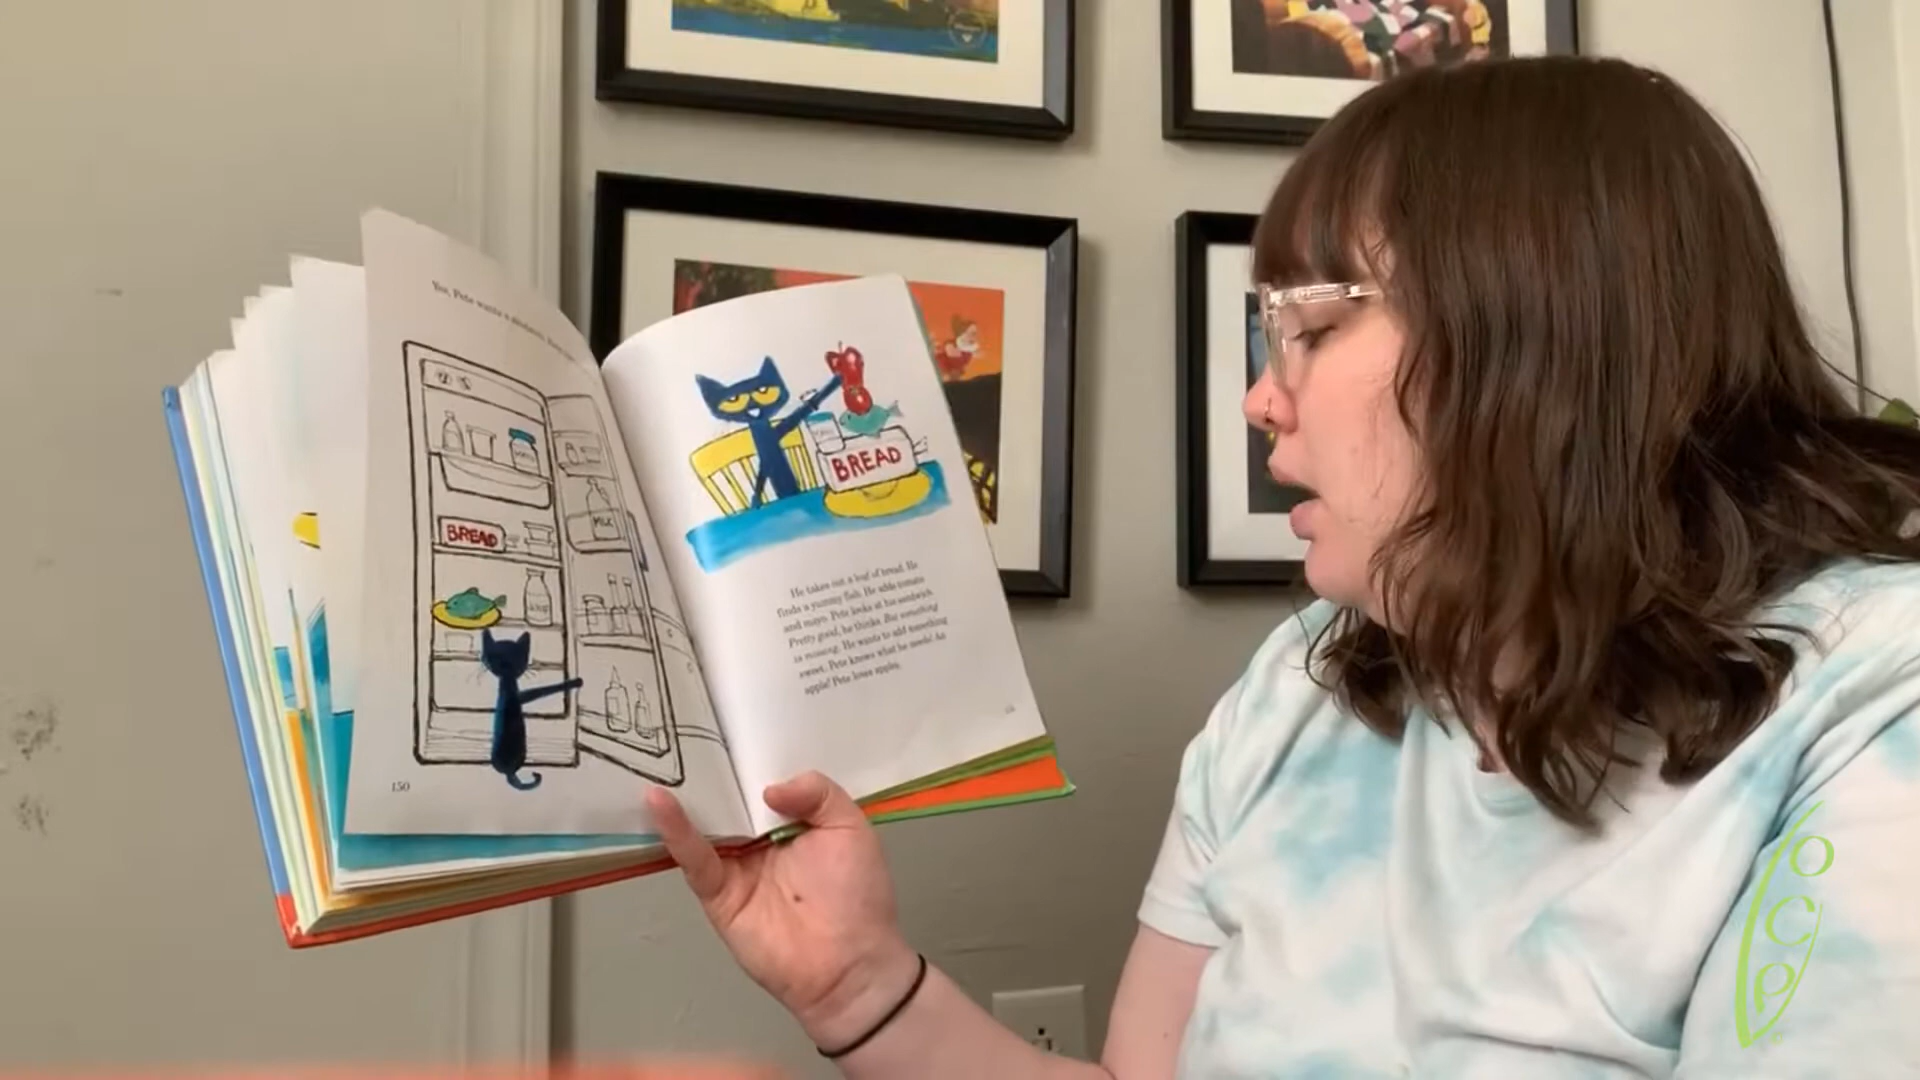 Yes, Pete wants a
BREAD
MILK
150
BREAD
He takes out a loaf of bread. He
finds a yummy fish. He adds tomato
and mayo. Pete looks at his sandwich.
Pretty good, he thinks. But something
is missing. He wants to add something
sweet. Pete knows what he needs! An
apple! Pete loves apples.
OCP